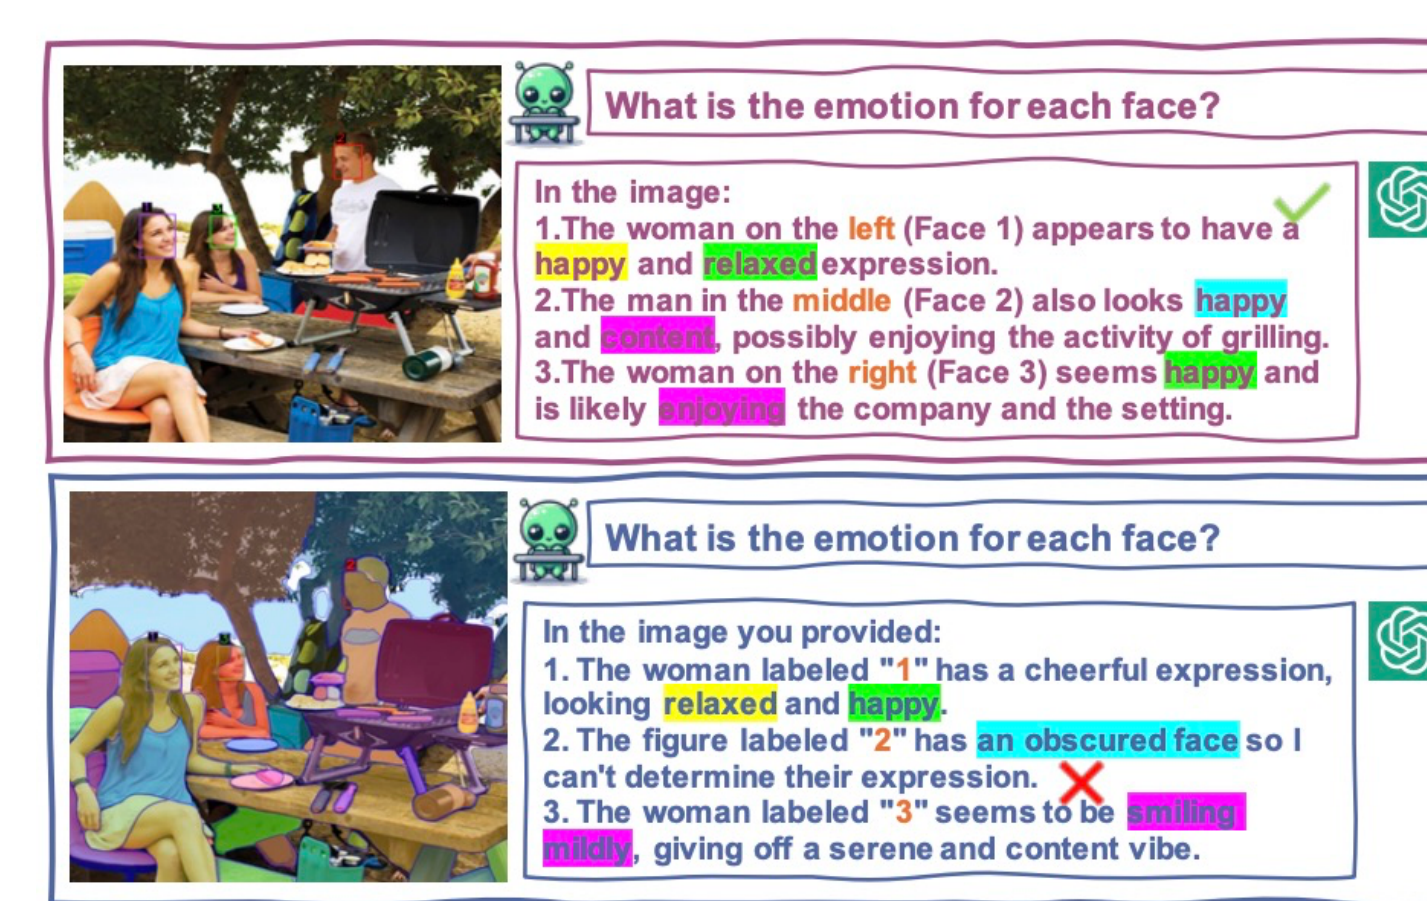 What is the emotion for each face?
In the image:
1.The woman on the left (Face 1) appears to have a
happy and relaxed expression.
2.The man in the middle (Face 2) also looks happy
and content, possibly enjoying the activity of grilling.
3.The woman on the right (Face 3) seems happy and
is likely enjoying the company and the setting.
2
1
3
What is the emotion for each face?
In the image you provided:
1. The woman labeled "1" has a cheerful expression,
looking relaxed and happy.
2. The figure labeled "2" has an obscured face so I
can't determine their expression.
3. The woman labeled "3" seems to be smiling
mildly, giving off a serene and content vibe.
2
1
3